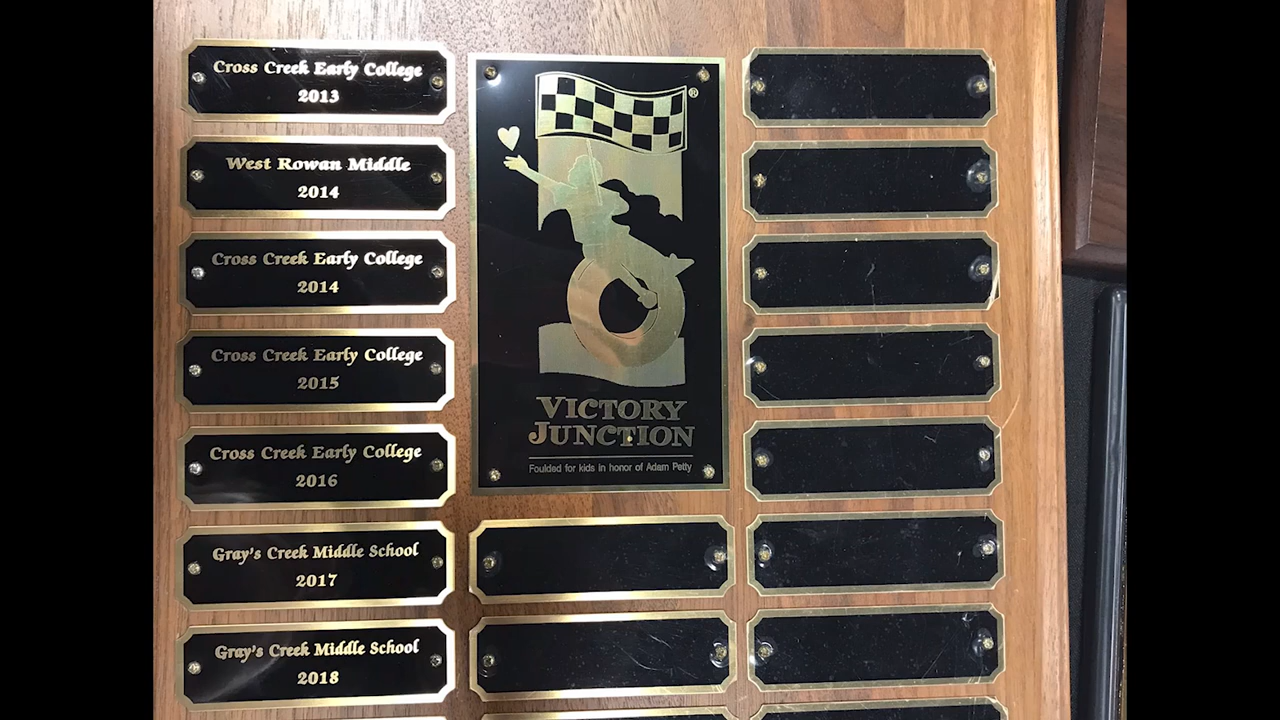 Cross Creek Early College
2013
West Rowan Middle
2014
Cross Creek Early College
2014
Cross Creek Early College
2015
Cross Creek Early College
2016
Gray's Creek Middle School
2017
Gray's Creek Middle School
2018
®
VICTORY
JUNCTION
Foulded for kids in honor of Adam Petty